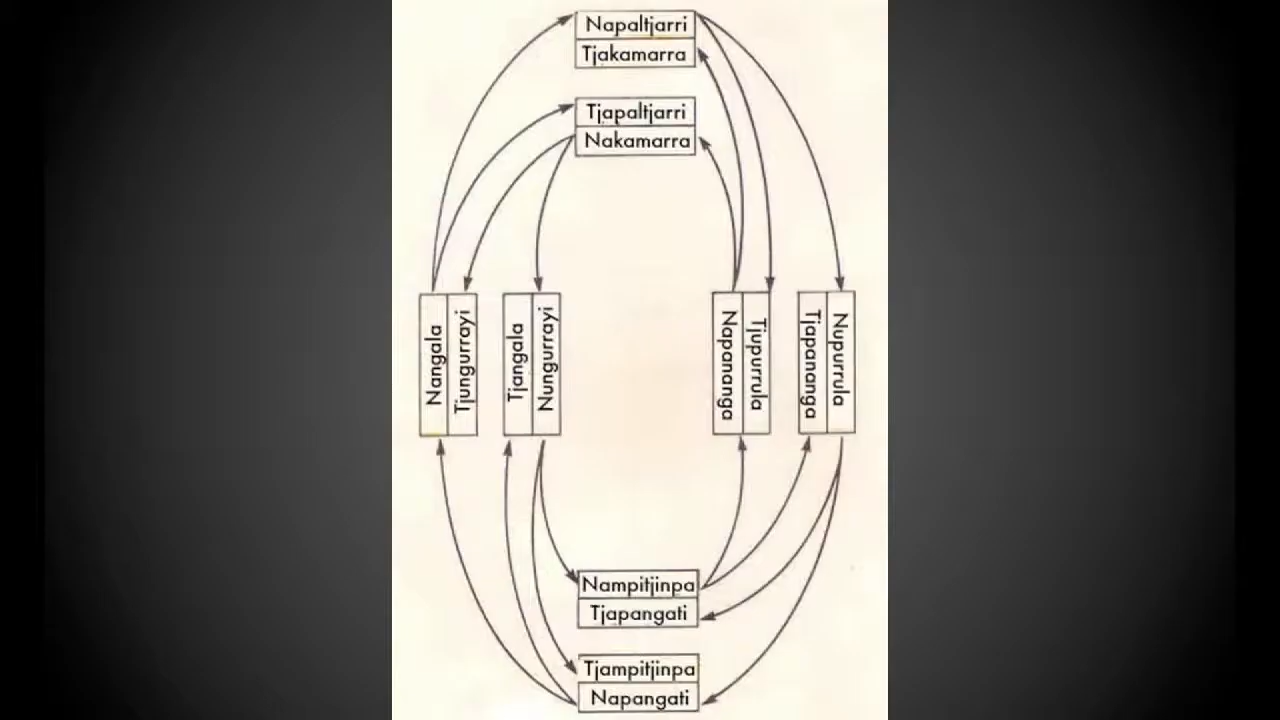 Napaltjarri
Tjakamarra
Tjapaltjarri
Nakamarra
Nangala
Tjungurrayi
Tjangala
Nungurrayi
Napananga
Tjupurrula
Tjapananga
Nupurrula
Nampitjinpa
Tjapangati
Tjampitjinpa
Napangati